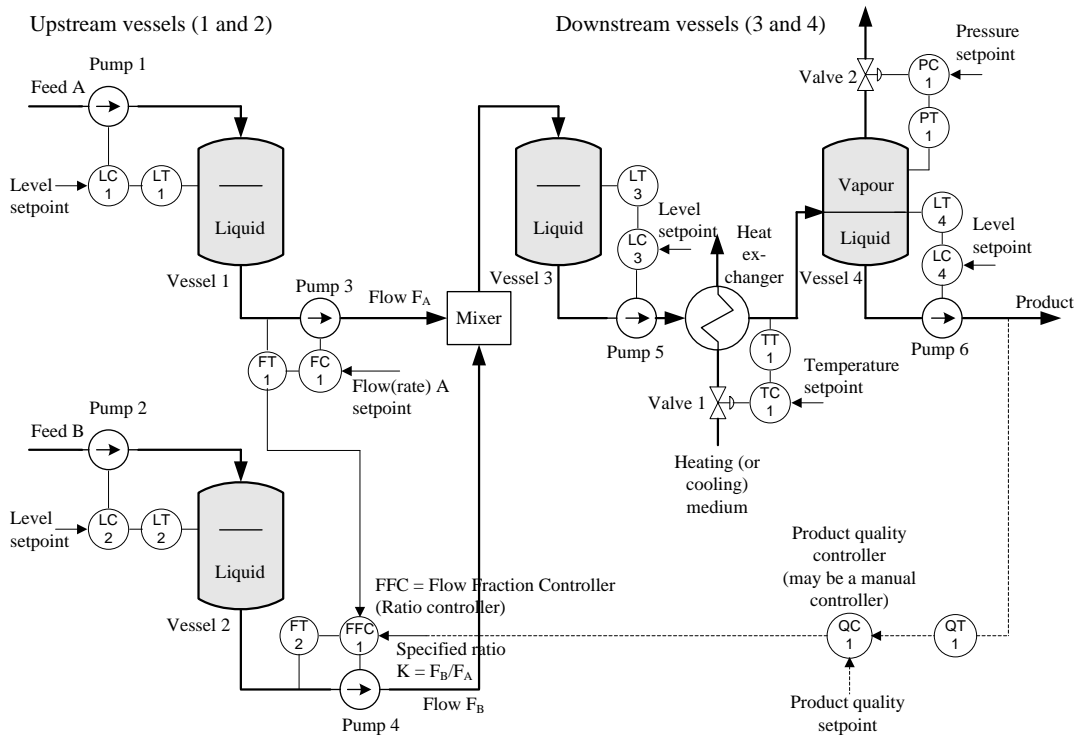 Upstream vessels (1 and 2)
Downstream vessels (3 and 4)
Pump 1
Feed A
LC
1
LT
1
Level
setpoint
Liquid
Vessel 1
Pump 3
Flow FA
Mixer
FT
1
FC
1
Flow(rate) A
setpoint
Pump 2
Feed B
LC
2
LT
2
Level
setpoint
Liquid
Vessel 2
FFC = Flow Fraction Controller
(Ratio controller)
FT
2
FFC
1
Specified ratio
K = FB/FA
Pump 4
Flow FB
Liquid
Vessel 3
LT
3
LC
3
Level
setpoint
Pump 5
Heat
ex-
changer
TT
1
TC
1
Temperature
setpoint
Valve 1
Heating (or
cooling)
medium
Valve 2
PC
1
Pressure
setpoint
PT
1
Vapour
Liquid
Vessel 4
LT
4
LC
4
Level
setpoint
Pump 6
Product
Product quality
controller
(may be a manual
controller)
QC
1
QT
1
Product quality
setpoint